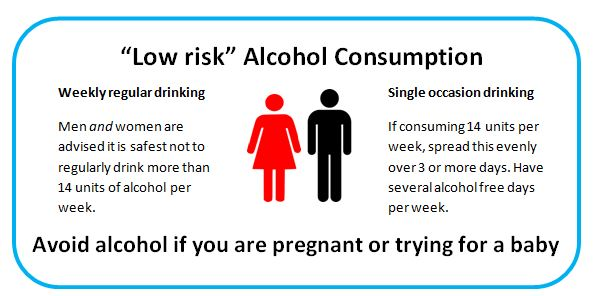 “Low risk” Alcohol Consumption
Weekly regular drinking
Men and women are
advised it is safest not to
regularly drink more than
14 units of alcohol per
week.
Single occasion drinking
If consuming 14 units per
week, spread this evenly
over 3 or more days. Have
several alcohol free days
per week.
Avoid alcohol if you are pregnant or trying for a baby